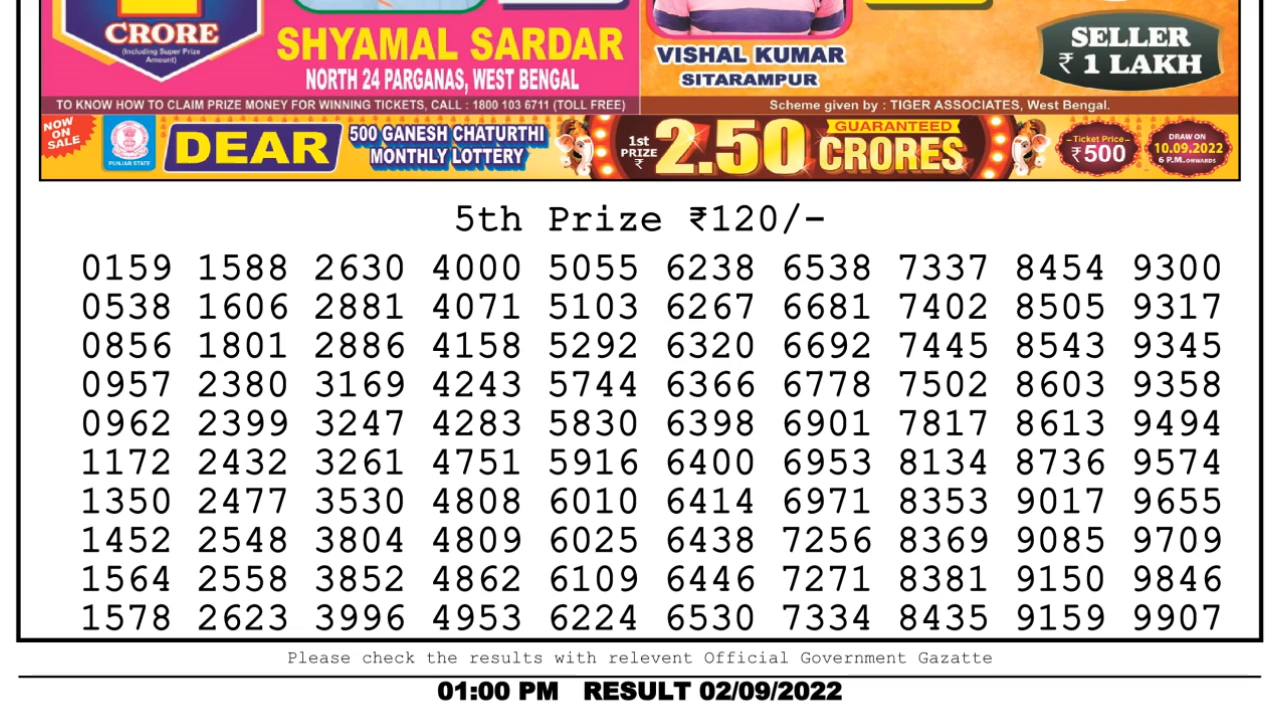 CRORE
(Including Super Prize
Amount)
SHYAMAL SARDAR
NORTH 24 PARGANAS, WEST BENGAL
VISHAL KUMAR
SITARAMPUR
SELLER
₹ 1 LAKH
TO KNOW HOW TO CLAIM PRIZE MONEY FOR WINNING TICKETS, CALL : 1800 103 6711 (TOLL FREE)
Scheme given by : TIGER ASSOCIATES, West Bengal.
NOW
ON
SALE
PUNJAB STATE
DEAR
500 GANESH CHATURTHI
MONTHLY LOTTERY
1st
PRIZE
₹
2.50
GUARANTEED
CRORES
Ticket Price
₹500
DRAW ON
10.09.2022
6 P.M. ONWARDS
5th Prize ₹120/-
0159 1588 2630 4000 5055 6238 6538 7337 8454 9300
0538 1606 2881 4071 5103 6267 6681 7402 8505 9317
0856 1801 2886 4158 5292 6320 6692 7445 8543 9345
0957 2380 3169 4243 5744 6366 6778 7502 8603 9358
0962 2399 3247 4283 5830 6398 6901 7817 8613 9494
1172 2432 3261 4751 5916 6400 6953 8134 8736 9574
1350 2477 3530 4808 6010 6414 6971 8353 9017 9655
1452 2548 3804 4809 6025 6438 7256 8369 9085 9709
1564 2558 3852 4862 6109 6446 7271 8381 9150 9846
1578 2623 3996 4953 6224 6530 7334 8435 9159 9907
Please check the results with relevent Official Government Gazatte
01:00 PM RESULT 02/09/2022